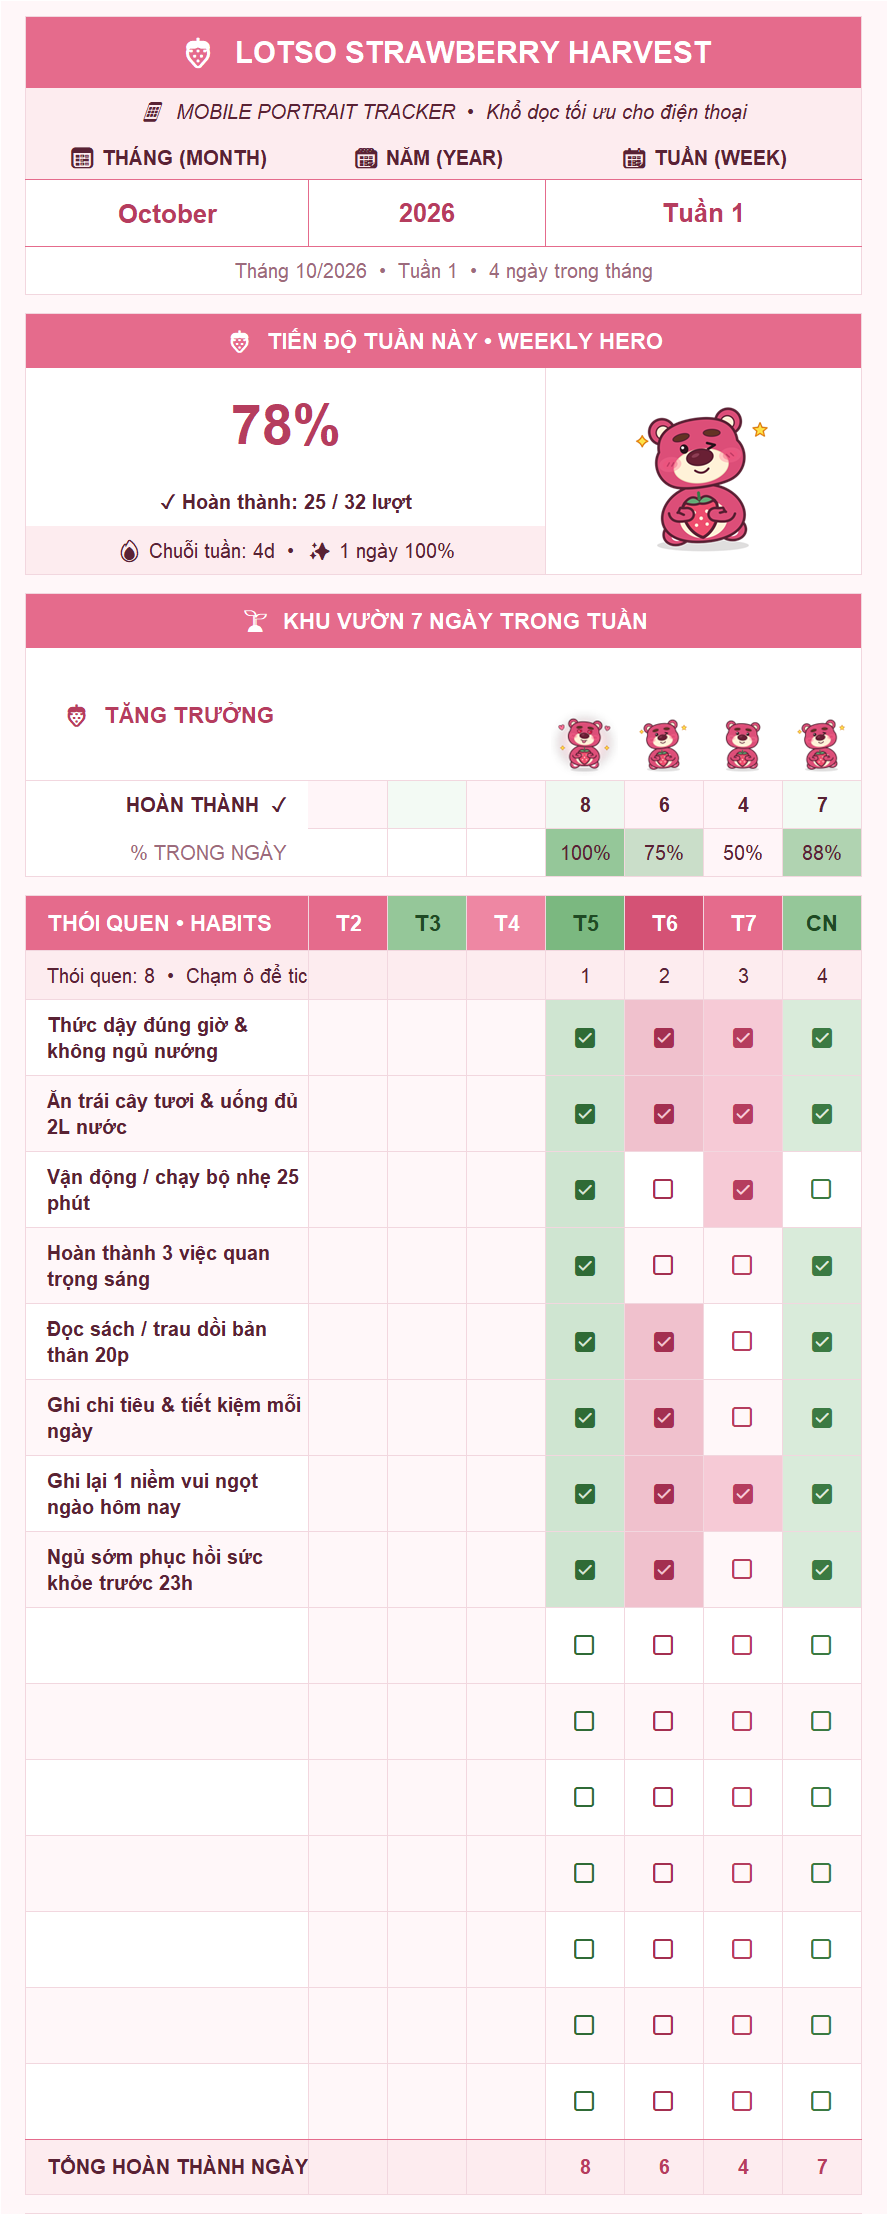 LOTSO STRAWBERRY HARVEST
MOBILE PORTRAIT TRACKER • Khổ dọc tối ưu cho điện thoại
THÁNG (MONTH) NĂM (YEAR) TUẦN (WEEK)
October 2026 Tuần 1
Tháng 10/2026 • Tuần 1 • 4 ngày trong tháng
TIẾN ĐỘ TUẦN NÀY • WEEKLY HERO
78%
✓ Hoàn thành: 25 / 32 lượt
Chuỗi tuần: 4d • 1 ngày 100%
KHU VƯỜN 7 NGÀY TRONG TUẦN
TĂNG TRƯỞNG
HOÀN THÀNH ✓ 8 6 4 7
% TRONG NGÀY 100% 75% 50% 88%
THÓI QUEN • HABITS T2 T3 T4 T5 T6 T7 CN
Thói quen: 8 • Chạm ô để tic 1 2 3 4
Thức dậy đúng giờ &
không ngủ nướng
Ăn trái cây tươi & uống đủ
2L nước
Vận động / chạy bộ nhẹ 25
phút
Hoàn thành 3 việc quan
trọng sáng
Đọc sách / trau dồi bản
thân 20p
Ghi chi tiêu & tiết kiệm mỗi
ngày
Ghi lại 1 niềm vui ngọt
ngào hôm nay
Ngủ sớm phục hồi sức
khỏe trước 23h
TỔNG HOÀN THÀNH NGÀY 8 6 4 7